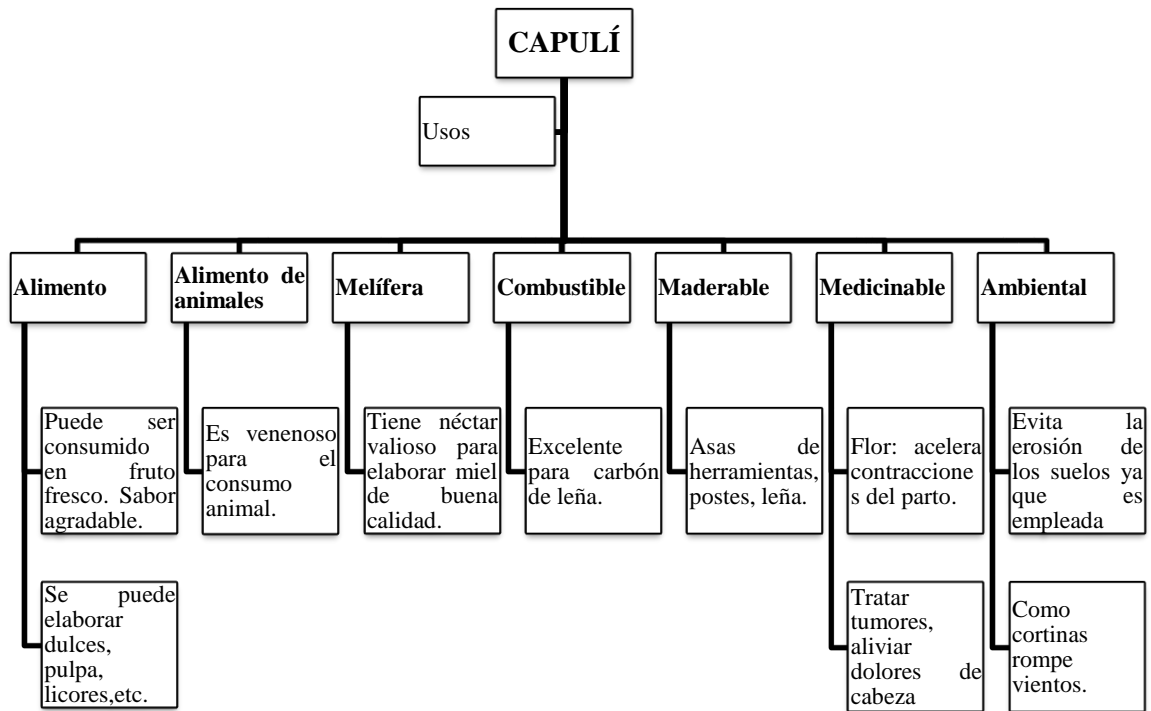 CAPULÍ
Usos
Alimento
Puede ser
consumido
en fruto
fresco. Sabor
agradable.
Se puede
elaborar
dulces,
pulpa,
licores,etc.
Alimento de
animales
Es venenoso
para el
consumo
animal.
Melífera
Tiene néctar
valioso para
elaborar miel
de buena
calidad.
Combustible
Excelente
para carbón
de leña.
Maderable
Asas de
herramientas,
postes, leña.
Medicinable
Flor: acelera
contraccione
s del parto.
Tratar
tumores,
aliviar
dolores de
cabeza
Ambiental
Evita la
erosión de
los suelos ya
que es
empleada
Como
cortinas
rompe
vientos.